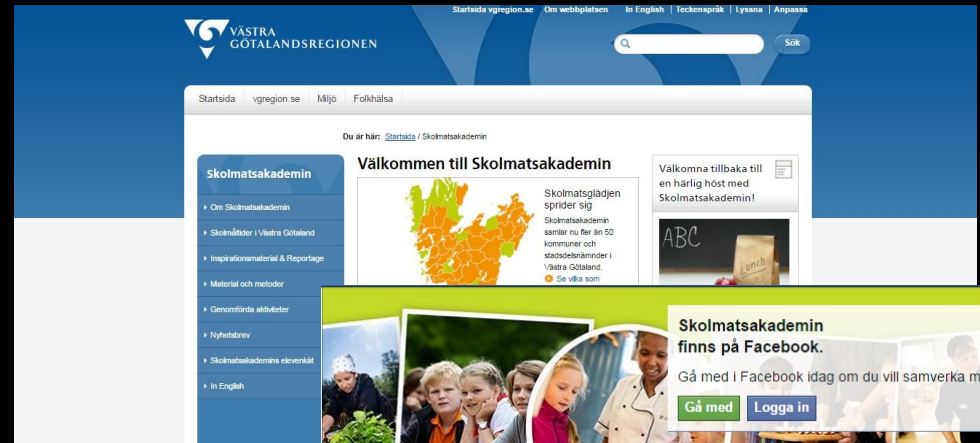 Startsida vgregion.se Om webbplatsen In English | Teckenspråk | Lyssna | Anpassa
VÄSTRA
GÖTALANDSREGIONEN
Sök
Startsida vgregion.se Miljö Folkhälsa
Du är här: Startsida / Skolmatsakademin
Skolmatsakademin
Om Skolmatsakademin
Skolmåltider i Västra Götaland
Inspirationsmaterial & Reportage
Material och metoder
Genomförda aktiviteter
Nyhetsbrev
Skolmatsakademins elevenkät
In English
Välkommen till Skolmatsakademin
Skolmatsglädjen
sprider sig
Skolmatsakademin
samlar nu fler än 50
kommuner och
stadsdelsnämnder i
Västra Götaland.
Se vilka som
Välkomna tillbaka till
en härlig höst med
Skolmatsakademin!
ABC
Lunch
Skolmatsakademin
finns på Facebook.
Gå med i Facebook idag om du vill samverka m
Gå med Logga in